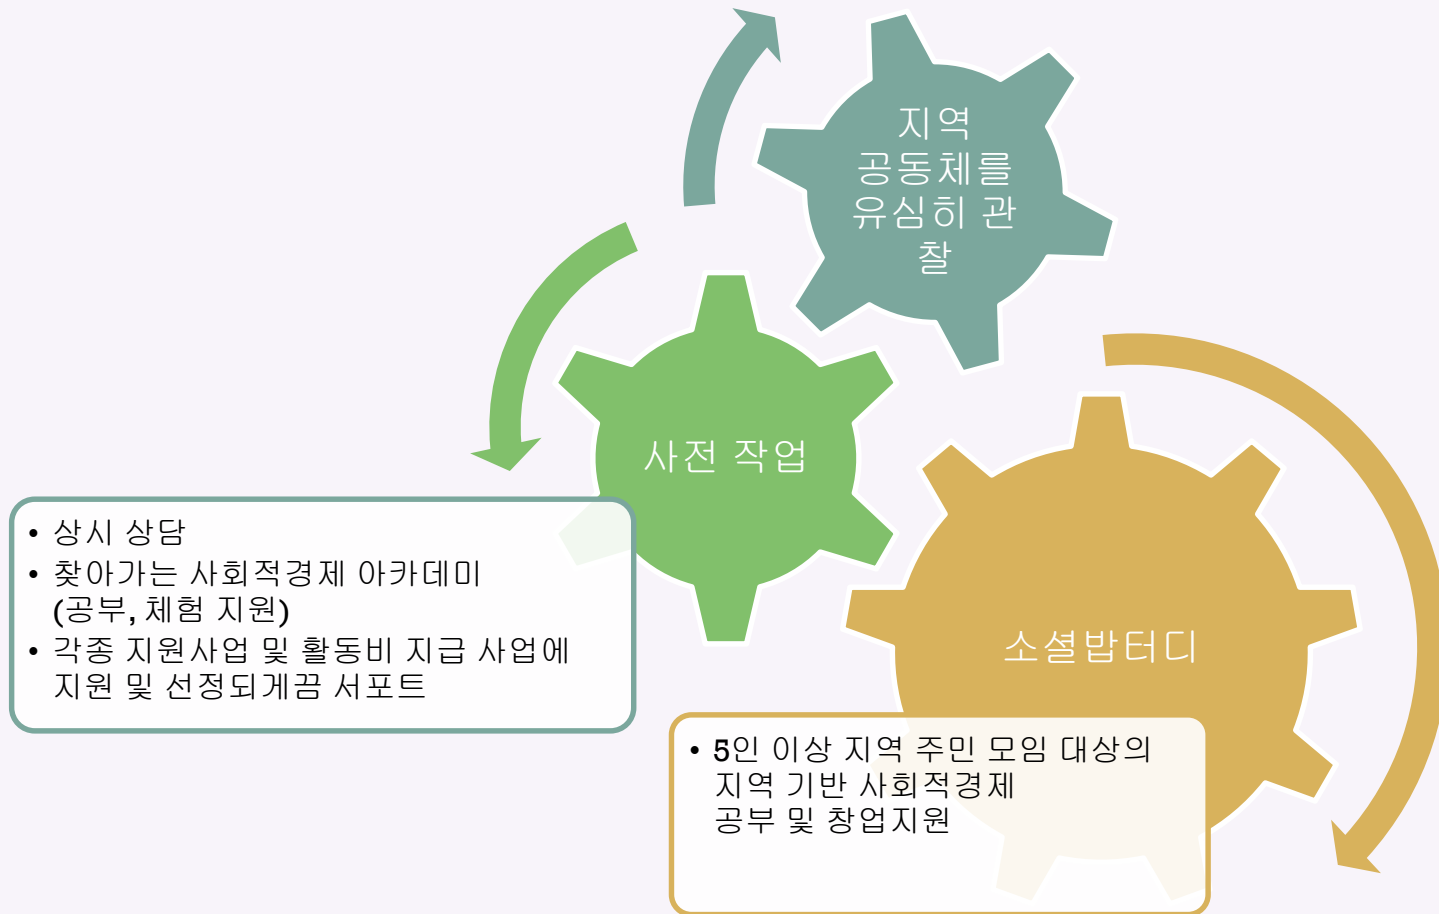 지역
공동체를
유심히 관
찰
사전 작업
• 상시 상담
• 찾아가는 사회적경제 아카데미
(공부, 체험 지원)
• 각종 지원사업 및 활동비 지급 사업에
지원 및 선정되게끔 서포트
소셜밥터디
• 5인 이상 지역 주민 모임 대상의
지역 기반 사회적경제
공부 및 창업지원